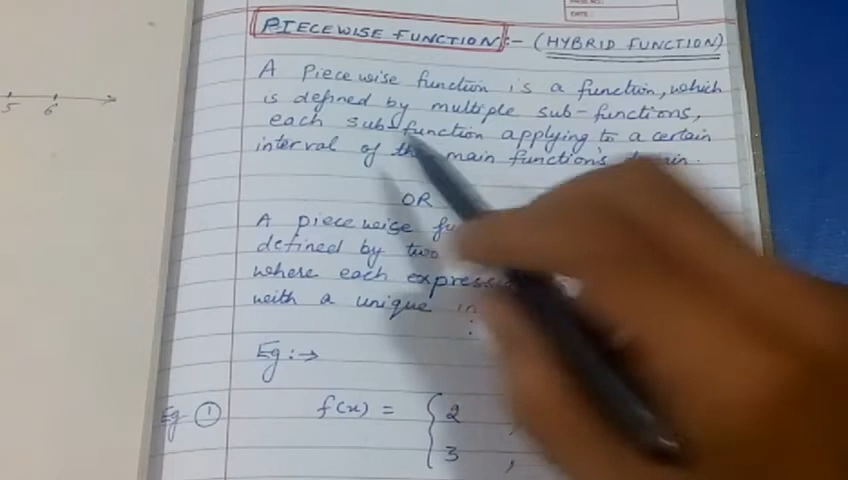 DATE:
PIECEWISE FUNCTION :- (HYBRID FUNCTION)
A Piecewise function is a function, which
is defined by multiple sub-functions,
each sub-function applying to a certain
interval of the main function's domain.
OR
A piecewise
defined by two
where each
with a unique
Eg :→
Eg ① f(x) = { 2 ,
3 ,
5 6